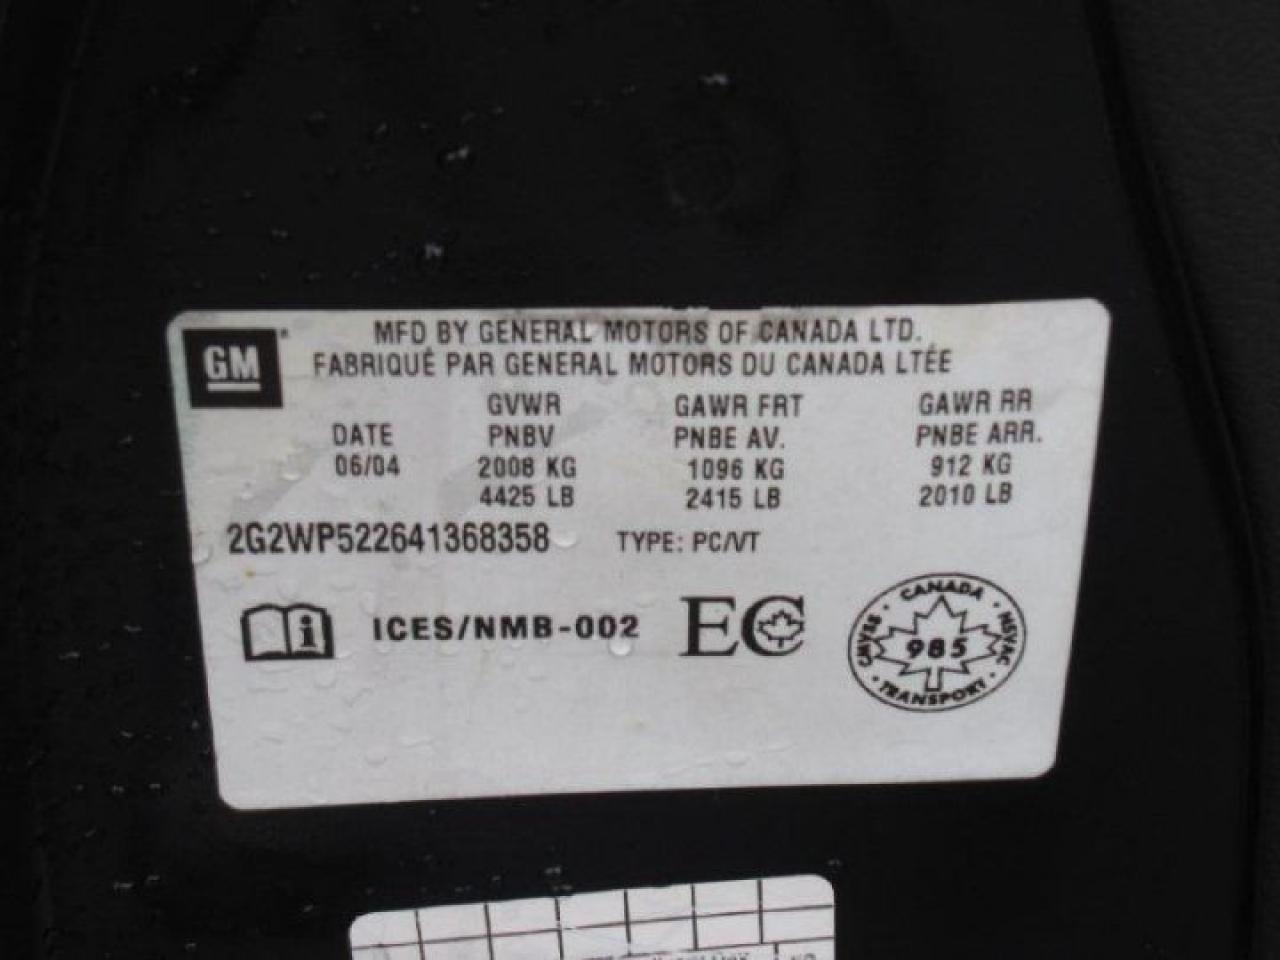 GM
MFD BY GENERAL MOTORS OF CANADA LTD.
FABRIQUÉ PAR GENERAL MOTORS DU CANADA LTÉE
GVWR GAWR FRT GAWR RR
DATE PNBV PNBE AV. PNBE ARR.
06/04 2008 KG 1096 KG 912 KG
4425 LB 2415 LB 2010 LB
2G2WP522641368358 TYPE: PC/VT
i ICES/NMB-002 EC
CANADA
CMVSS 985 NSVAC
TRANSPORT